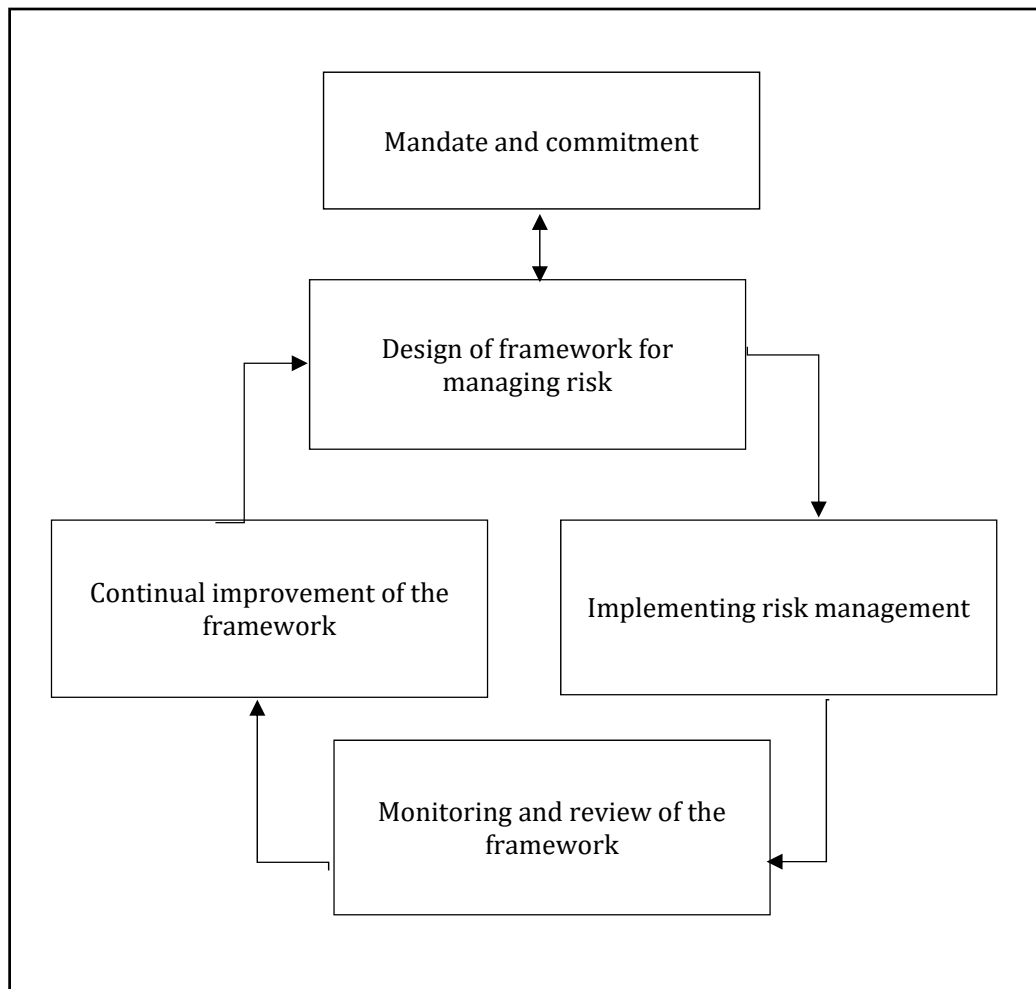 Mandate and commitment
Design of framework for
managing risk
Continual improvement of the
framework
Implementing risk management
Monitoring and review of the
framework